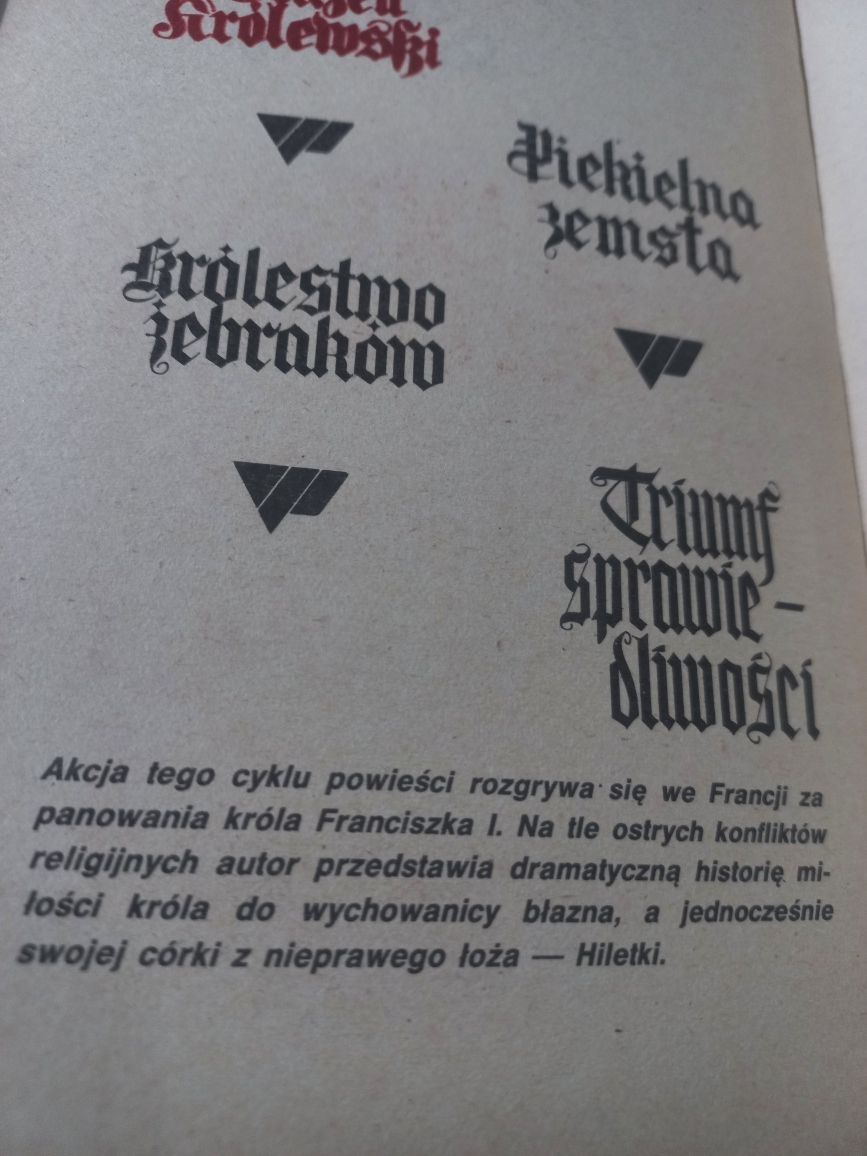 Królewski
Królestwo
żebraków
Piekielna
zemsta
Triumf
sprawie-
dliwości
Akcja tego cyklu powieści rozgrywa się we Francji za
panowania króla Franciszka I. Na tle ostrych konfliktów
religijnych autor przedstawia dramatyczną historię mi-
łości króla do wychowanicy błazna, a jednocześnie
swojej córki z nieprawego łoża — Hiletki.